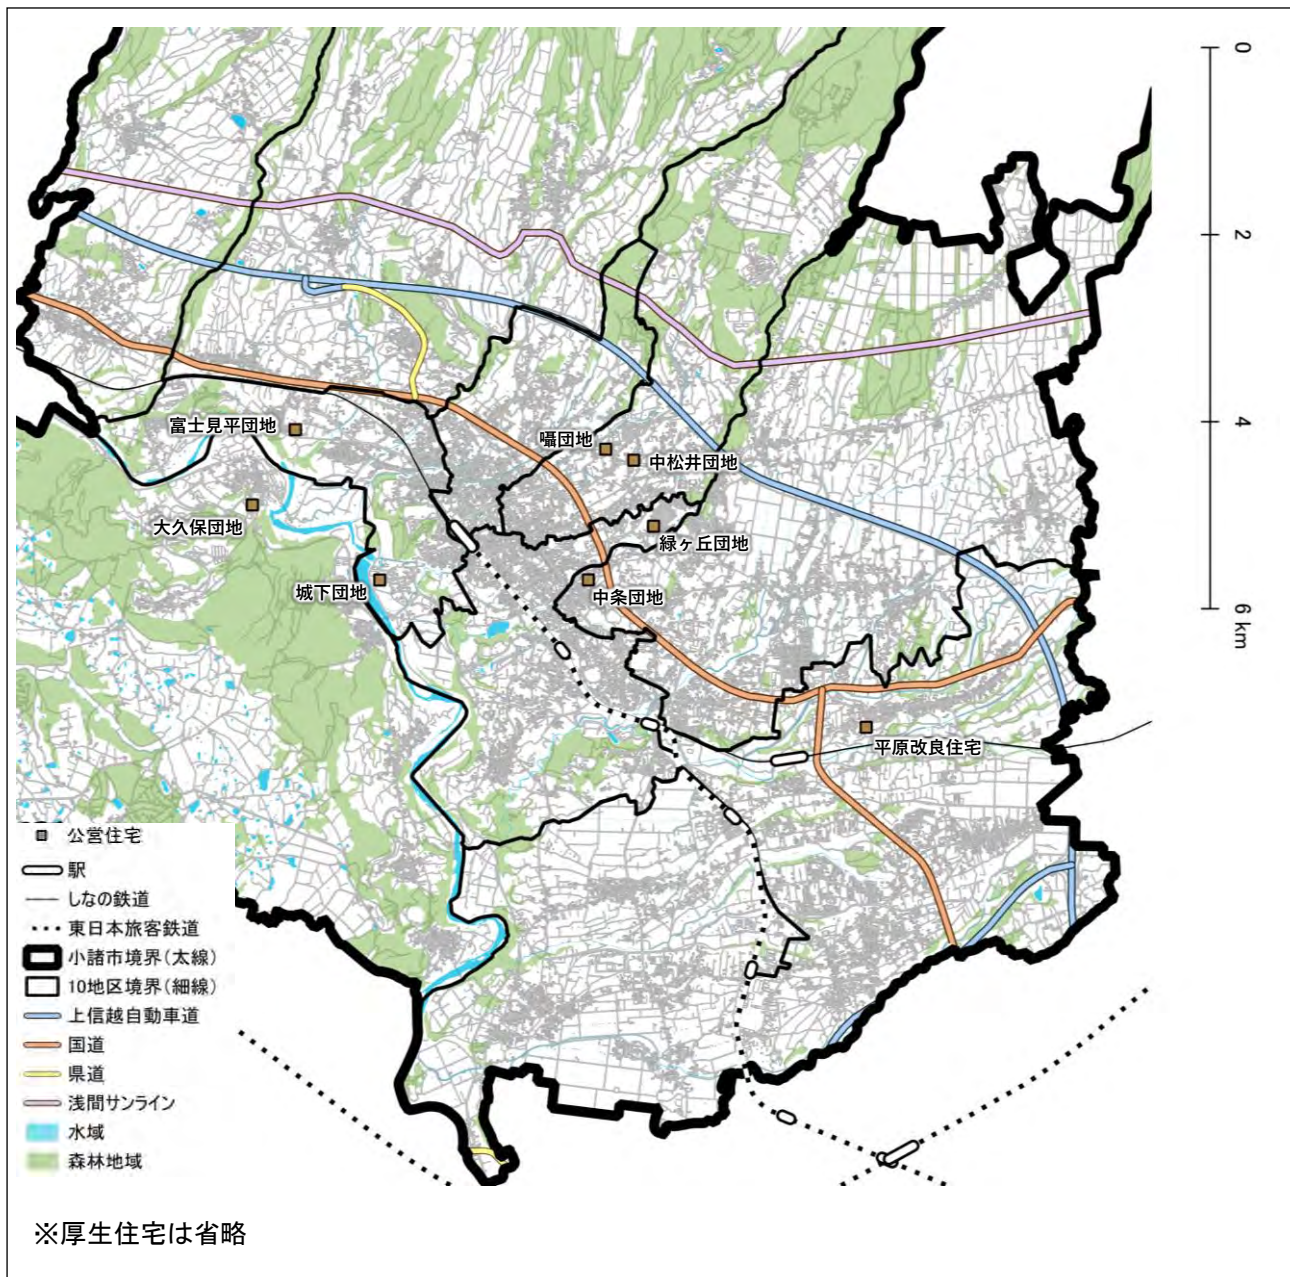 0
2
4
6 km
富士見平団地
囁団地
中松井団地
大久保団地
緑ヶ丘団地
城下団地
中条団地
平原改良住宅
公営住宅
駅
しなの鉄道
東日本旅客鉄道
小諸市境界(太線)
10地区境界(細線)
上信越自動車道
国道
県道
浅間サンライン
水域
森林地域
※厚生住宅は省略